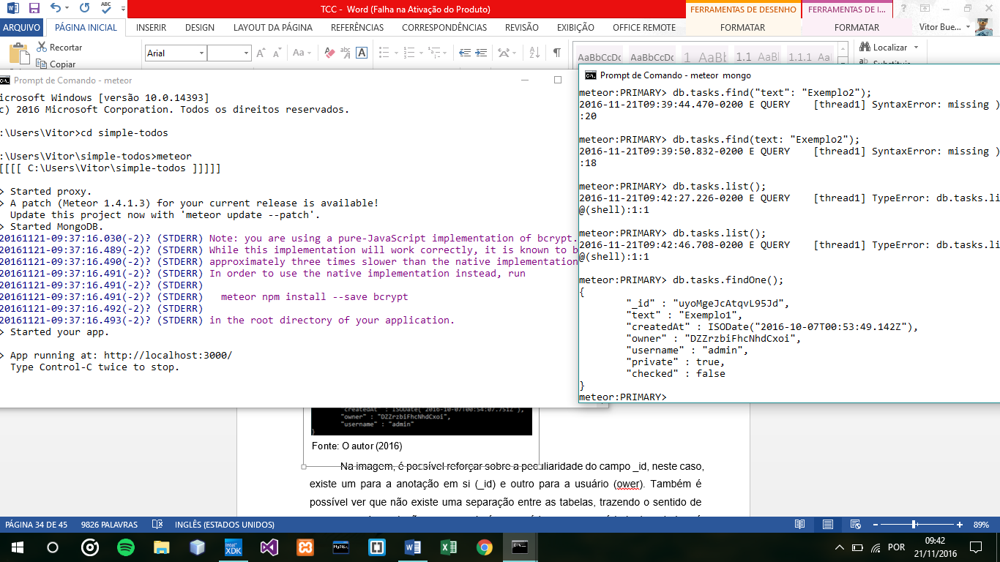 TCC - Word (Falha na Ativação do Produto)
FERRAMENTAS DE DESENHO
FERRAMENTAS DE I...
ARQUIVO
PÁGINA INICIAL
INSERIR
DESIGN
LAYOUT DA PÁGINA
REFERÊNCIAS
CORRESPONDÊNCIAS
REVISÃO
EXIBIÇÃO
OFFICE REMOTE
FORMATAR
FORMATAR
Vitor Bue...
Recortar
Copiar
Arial
Aa
AaBbCcDc
AaBbCcDc
1 AaBb
1.1 AaBb
1.1.1 Aa
Localizar
Substituir
Prompt de Comando - meteor
icrosoft Windows [versão 10.0.14393]
c) 2016 Microsoft Corporation. Todos os direitos reservados.
:\Users\Vitor>cd simple-todos
:\Users\Vitor\simple-todos>meteor
[[[[ C:\Users\Vitor\simple-todos ]]]]]
> Started proxy.
> A patch (Meteor 1.4.1.3) for your current release is available!
Update this project now with 'meteor update --patch'.
> Started MongoDB.
20161121-09:37:16.030(-2)? (STDERR) Note: you are using a pure-JavaScript implementation of bcrypt.
20161121-09:37:16.489(-2)? (STDERR) While this implementation will work correctly, it is known to b
20161121-09:37:16.490(-2)? (STDERR) approximately three times slower than the native implementation
20161121-09:37:16.491(-2)? (STDERR) In order to use the native implementation instead, run
20161121-09:37:16.491(-2)? (STDERR)
20161121-09:37:16.491(-2)? (STDERR) meteor npm install --save bcrypt
20161121-09:37:16.492(-2)? (STDERR)
20161121-09:37:16.493(-2)? (STDERR) in the root directory of your application.
> Started your app.
> App running at: http://localhost:3000/
Type Control-C twice to stop.
Prompt de Comando - meteor mongo
meteor:PRIMARY> db.tasks.find("text": "Exemplo2");
2016-11-21T09:39:44.470-0200 E QUERY [thread1] SyntaxError: missing )
:20
meteor:PRIMARY> db.tasks.find(text: "Exemplo2");
2016-11-21T09:39:50.832-0200 E QUERY [thread1] SyntaxError: missing )
:18
meteor:PRIMARY> db.tasks.list();
2016-11-21T09:42:27.226-0200 E QUERY [thread1] TypeError: db.tasks.li
@(shell):1:1
meteor:PRIMARY> db.tasks.list();
2016-11-21T09:42:46.708-0200 E QUERY [thread1] TypeError: db.tasks.li
@(shell):1:1
meteor:PRIMARY> db.tasks.findOne();
{
"_id" : "uyoMgeJcAtqvL95Jd",
"text" : "Exemplo1",
"createdAt" : ISODate("2016-10-07T00:53:49.142Z"),
"owner" : "DZZrzbiFhcNhdCxoi",
"username" : "admin",
"private" : true,
"checked" : false
}
meteor:PRIMARY>
"createdAt" : ISODate("2016-10-07T00:54:07.751Z"),
"owner" : "DZZrzbiFhcNhdCxoi",
"username" : "admin"
}
Fonte: O autor (2016)
Na imagem, é possível reforçar sobre a peculiaridade do campo _id, neste caso,
existe um para a anotação em si (_id) e outro para a usuário (ower). Também é
possível ver que não existe uma separação entre as tabelas, trazendo o sentido de
PÁGINA 34 DE 45
9826 PALAVRAS
INGLÊS (ESTADOS UNIDOS)
89%
intel XDK
MySQL
POR
09:42
21/11/2016